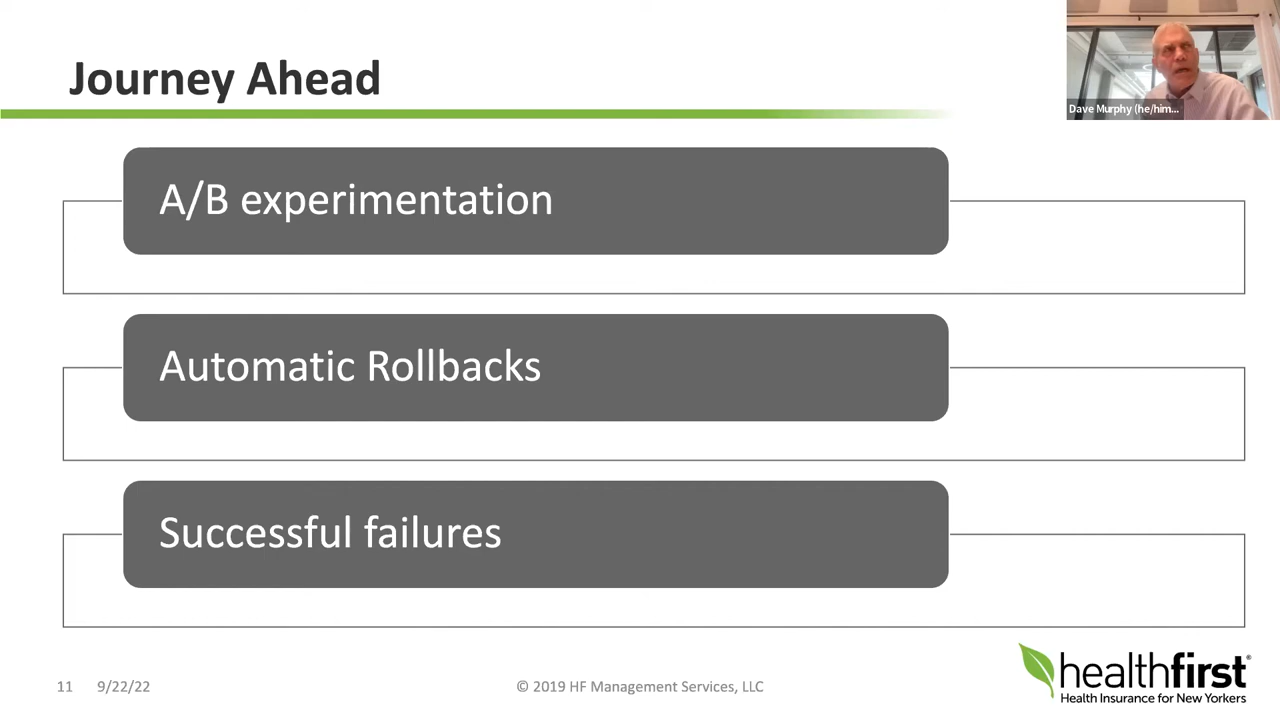 Journey Ahead
Dave Murphy (he/him...
A/B experimentation
Automatic Rollbacks
Successful failures
11 9/22/22 © 2019 HF Management Services, LLC
healthfirst®
Health Insurance for New Yorkers